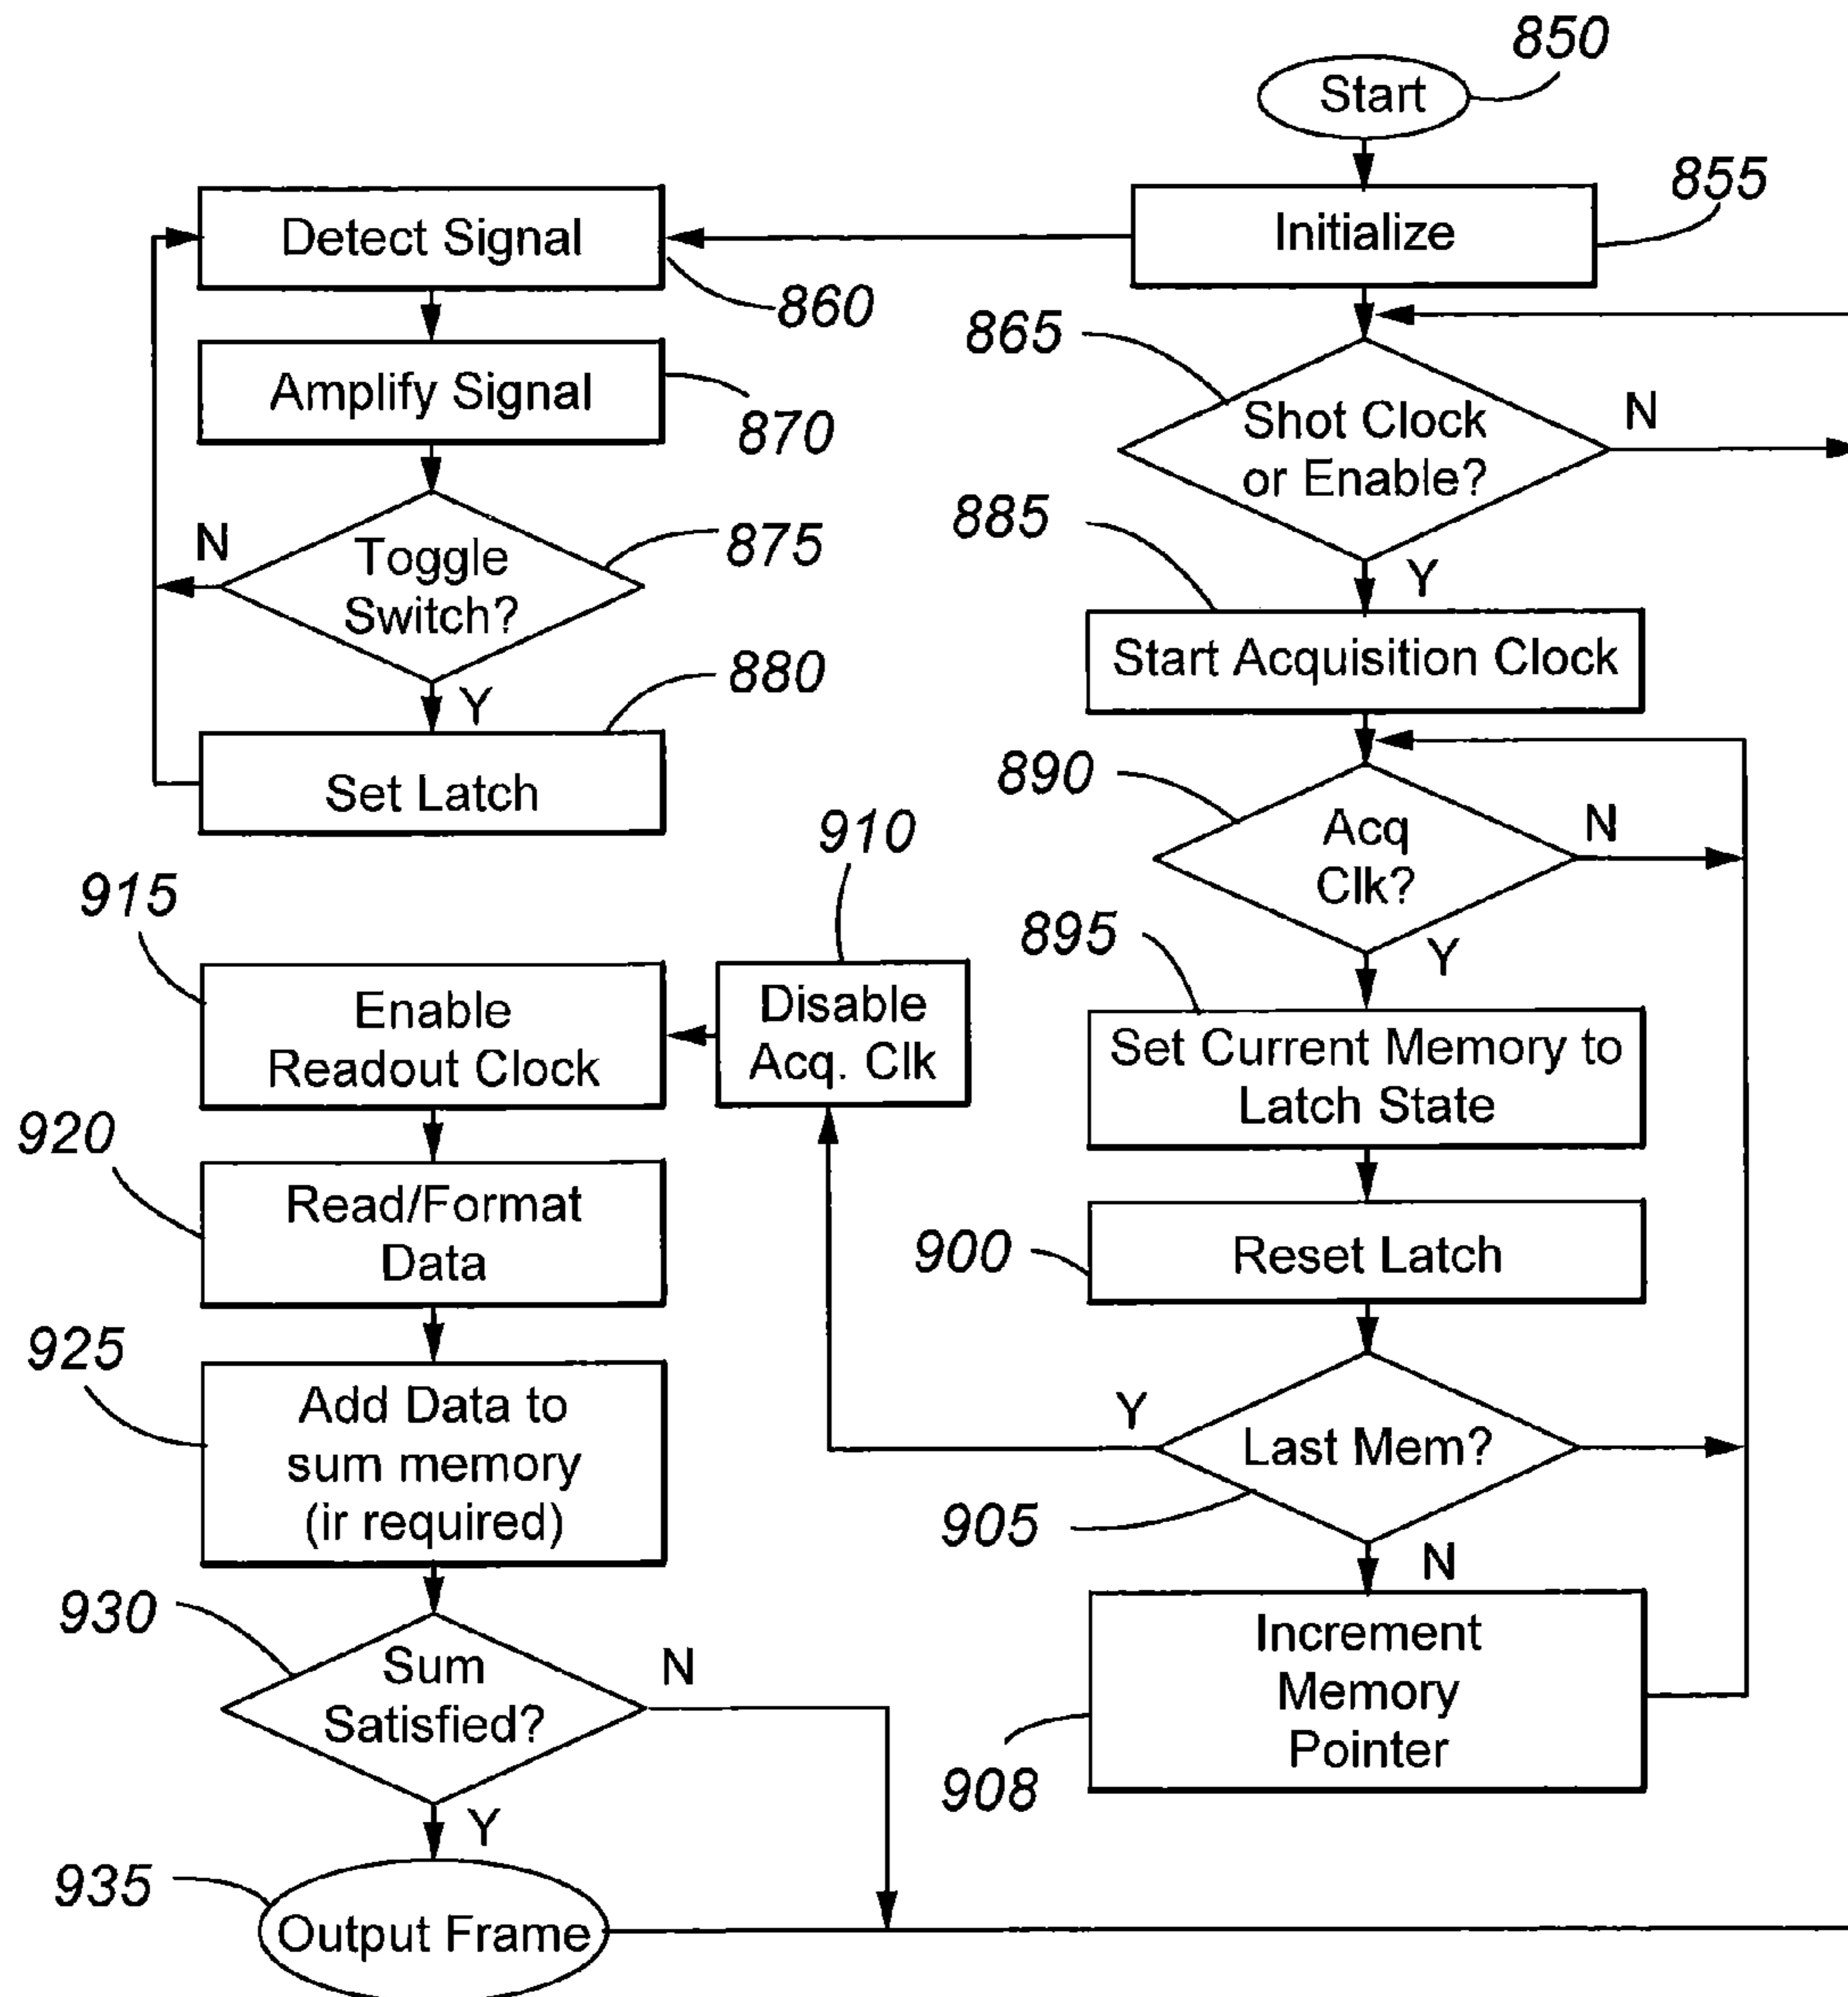 850
Start
855
Initialize
Detect Signal
860
865
Shot Clock
or Enable?
N
Amplify Signal
870
885
Y
N
Toggle
Switch?
875
Start Acquisition Clock
Y
880
Set Latch
890
Acq
Clk?
N
910
915
895
Y
Enable
Readout Clock
Disable
Acq. Clk
Set Current Memory to
Latch State
920
Read/Format
Data
900
Reset Latch
925
Add Data to
sum memory
(ir required)
Y
Last Mem?
905
N
930
Sum
Satisfied?
N
Increment
Memory
Pointer
908
Y
935
Output Frame